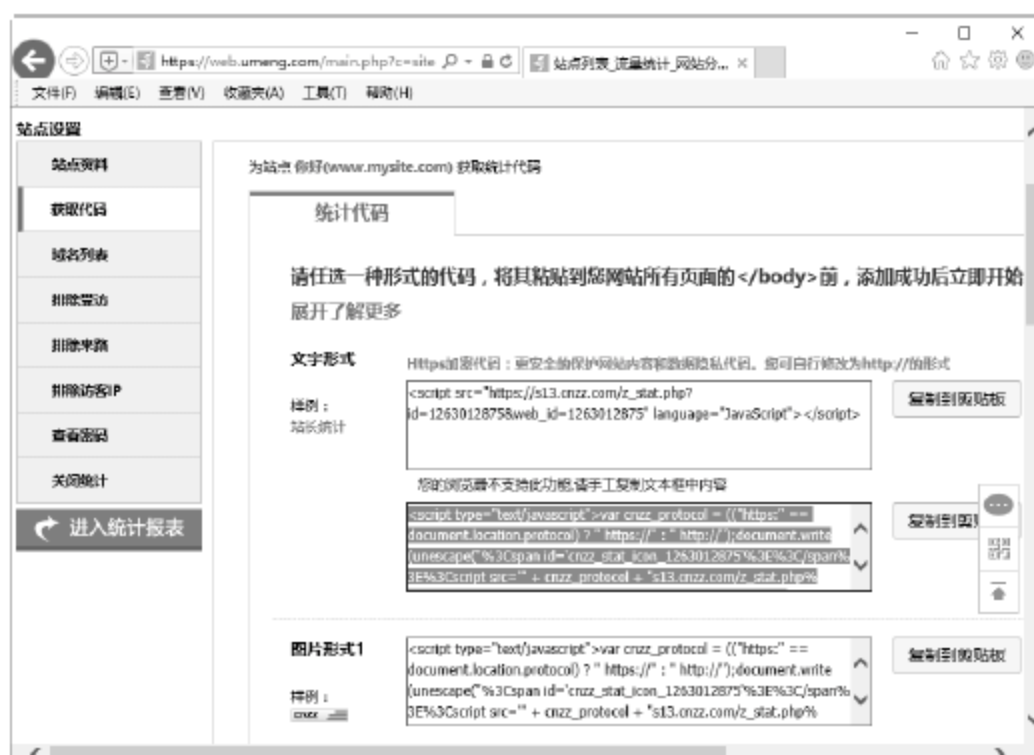 https://web.umeng.com/main.php?c=site
站点列表_流量统计_网站分... ×
文件(F) 编辑(E) 查看(V) 收藏夹(A) 工具(T) 帮助(H)
站点设置
站点资料
获取代码
域名列表
排除受访
排除来路
排除访客IP
查看密码
关闭统计
进入统计报表
为站点 你好(www.mysite.com) 获取统计代码
统计代码
请任选一种形式的代码，将其粘贴到您网站所有页面的</body>前，添加成功后立即开始
展开了解更多
文字形式
Https加密代码：更安全的保护网站内容和数据隐私代码。您可自行修改为http://的形式
样例：
站长统计
<script src="https://s13.cnzz.com/z_stat.php?
id=1263012875&web_id=1263012875" language="JavaScript"></script>
复制到剪贴板
您的浏览器不支持此功能,请手工复制文本框中内容
<script type="text/javascript">var cnzz_protocol = (("https:" ==
document.location.protocol) ? " https://" : " http://");document.write
(unescape("%3Cspan id='cnzz_stat_icon_1263012875'%3E%3C/span%
3E%3Cscript src='" + cnzz_protocol + "s13.cnzz.com/z_stat.php%
复制到剪
图片形式1
样例：
cnzz
<script type="text/javascript">var cnzz_protocol = (("https:" ==
document.location.protocol) ? " https://" : " http://");document.write
(unescape("%3Cspan id='cnzz_stat_icon_1263012875'%3E%3C/span%
3E%3Cscript src='" + cnzz_protocol + "s13.cnzz.com/z_stat.php%
复制到剪贴板